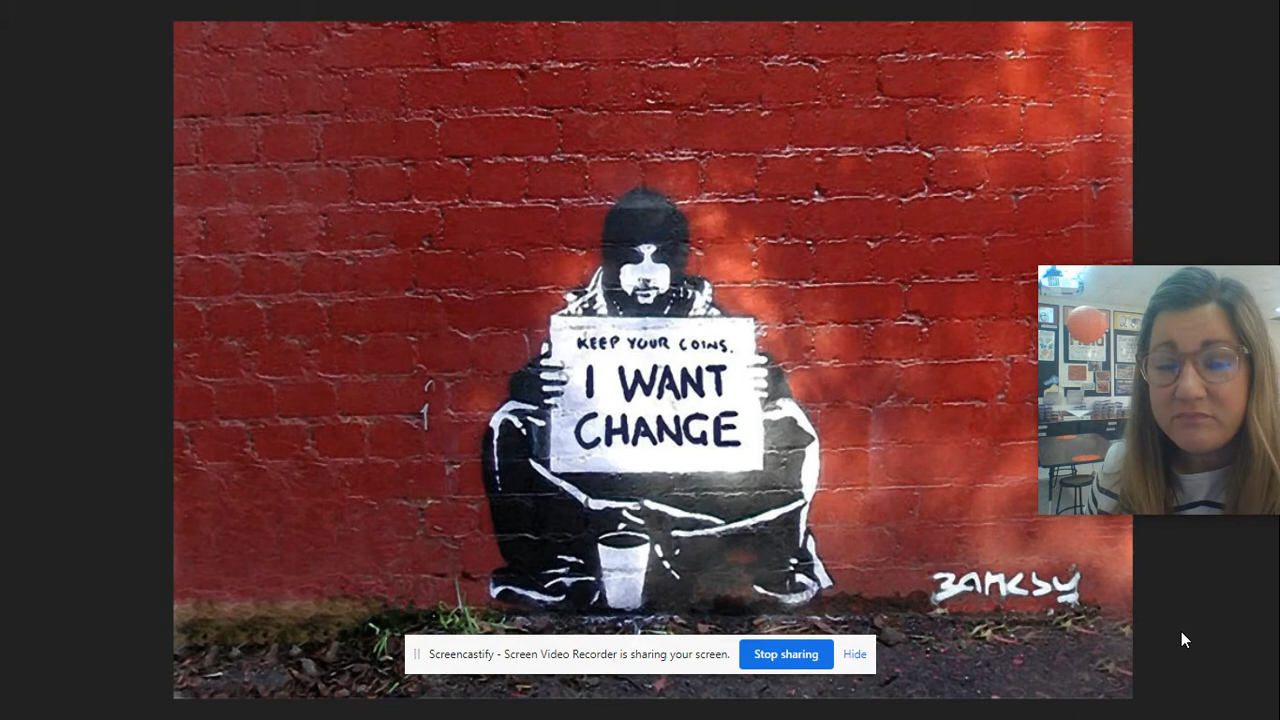 KEEP YOUR COINS.
I WANT
CHANGE
BANKSY
Screencastify - Screen Video Recorder is sharing your screen.
Stop sharing
Hide